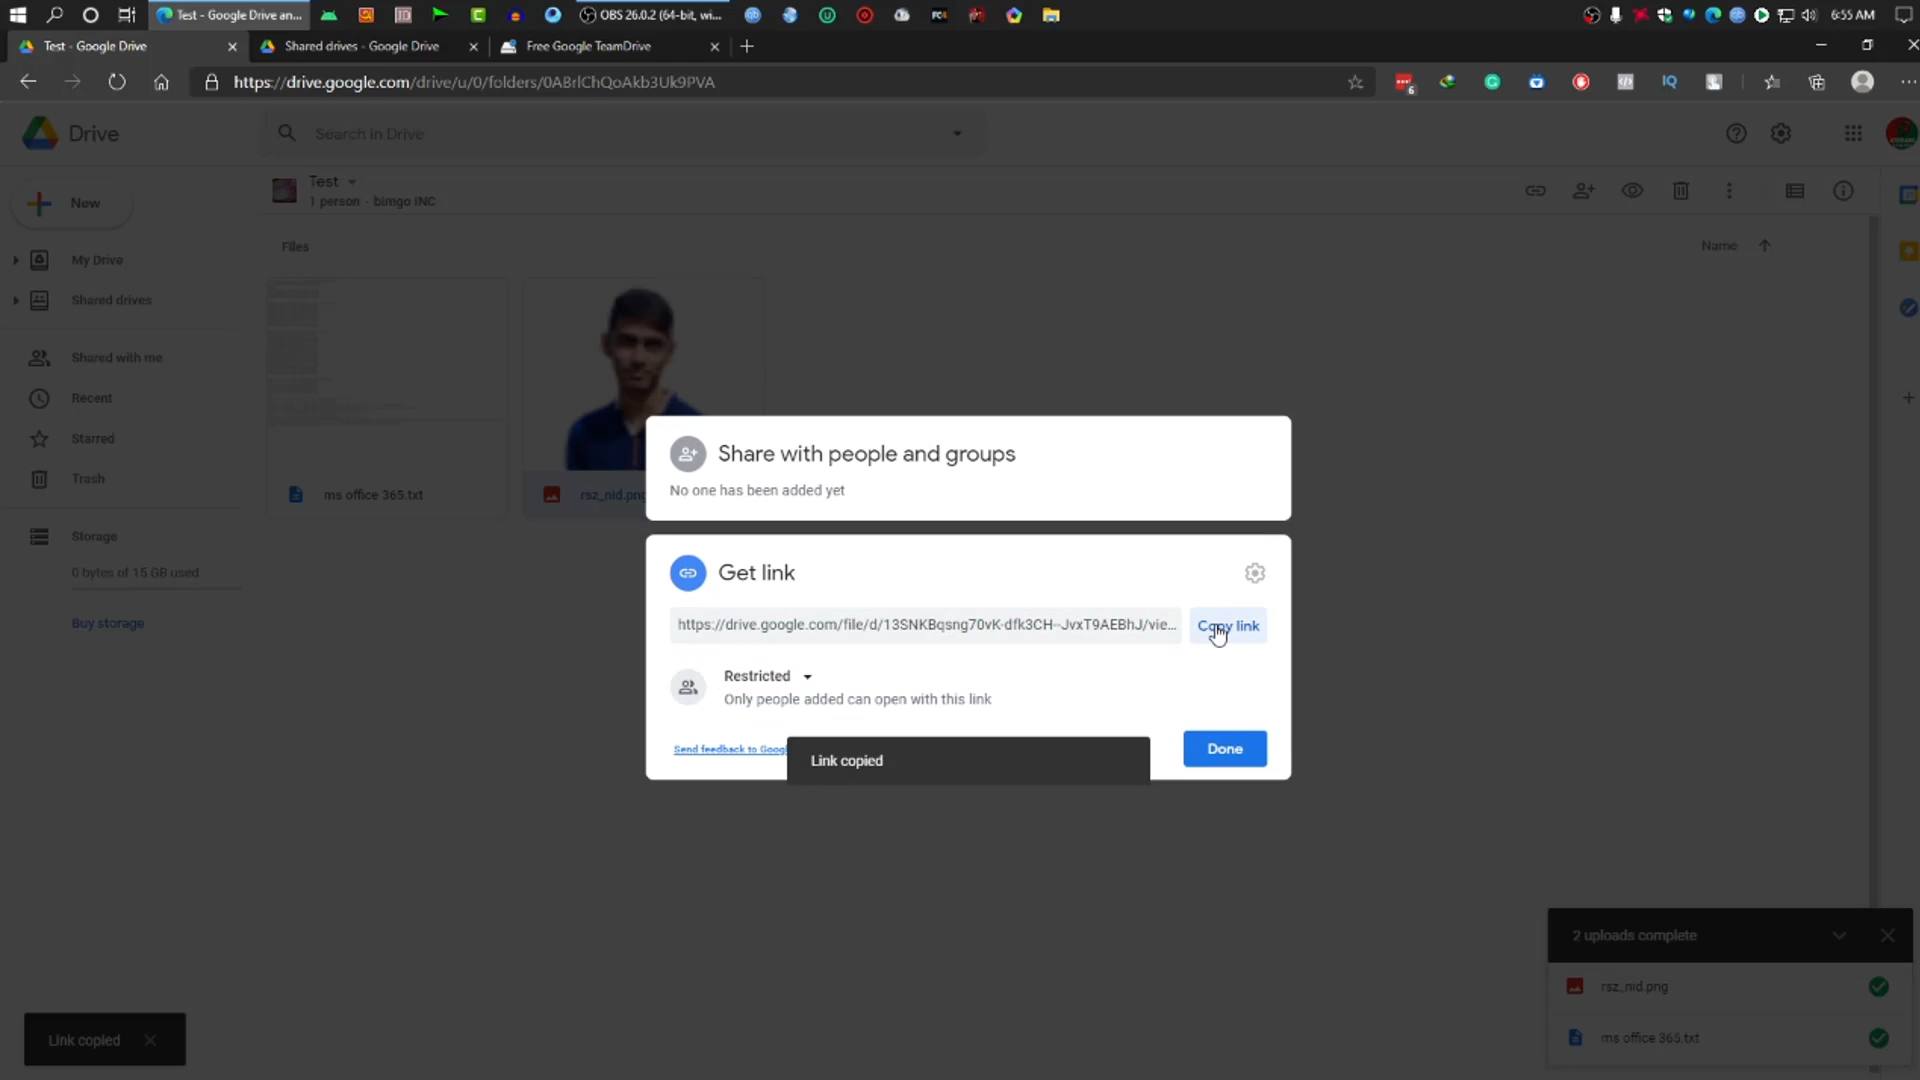 Test - Google Drive an...
OBS 26.0.2 (64-bit, wi...
6:55 AM
Test - Google Drive
Shared drives - Google Drive
Free Google TeamDrive
https://drive.google.com/drive/u/0/folders/0ABrlChQoAkb3Uk9PVA
6
IQ
Drive
Search in Drive
New
Test
1 person - bimgo INC
My Drive
Shared drives
Shared with me
Recent
Starred
Trash
Storage
0 bytes of 15 GB used
Buy storage
Files
Name
ms office 365.txt
rsz_nid.png
Share with people and groups
No one has been added yet
Get link
https://drive.google.com/file/d/13SNKBqsng70vK-dfk3CH--JvxT9AEBhJ/vie...
Copy link
Restricted
Only people added can open with this link
Send feedback to Googl
Link copied
Done
2 uploads complete
rsz_nid.png
ms office 365.txt
Link copied